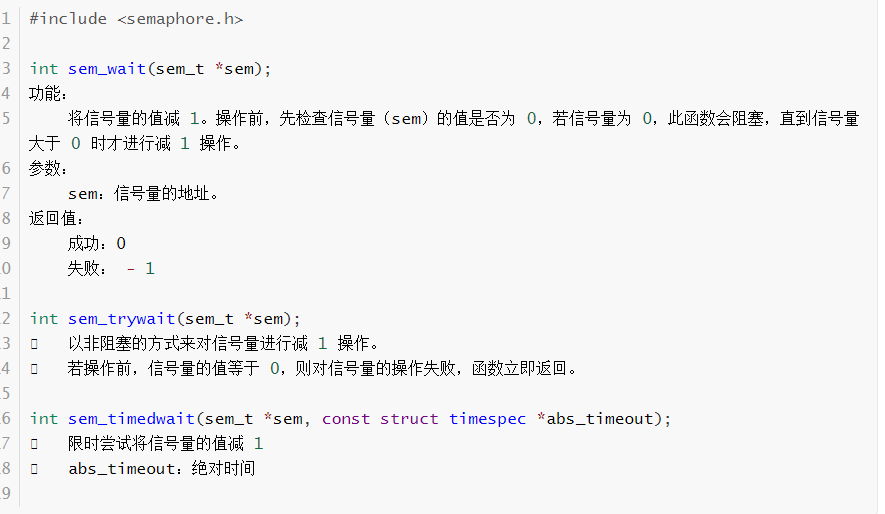 1 #include <semaphore.h>
2
3 int sem_wait(sem_t *sem);
4 功能：
5 将信号量的值减 1。操作前，先检查信号量（sem）的值是否为 0，若信号量为 0，此函数会阻塞，直到信号量
大于 0 时才进行减 1 操作。
6 参数：
7 sem：信号量的地址。
8 返回值：
9 成功：0
0 失败： - 1
1
2 int sem_trywait(sem_t *sem);
3 以非阻塞的方式来对信号量进行减 1 操作。
4 若操作前，信号量的值等于 0，则对信号量的操作失败，函数立即返回。
5
6 int sem_timedwait(sem_t *sem, const struct timespec *abs_timeout);
7 限时尝试将信号量的值减 1
8 abs_timeout：绝对时间
9